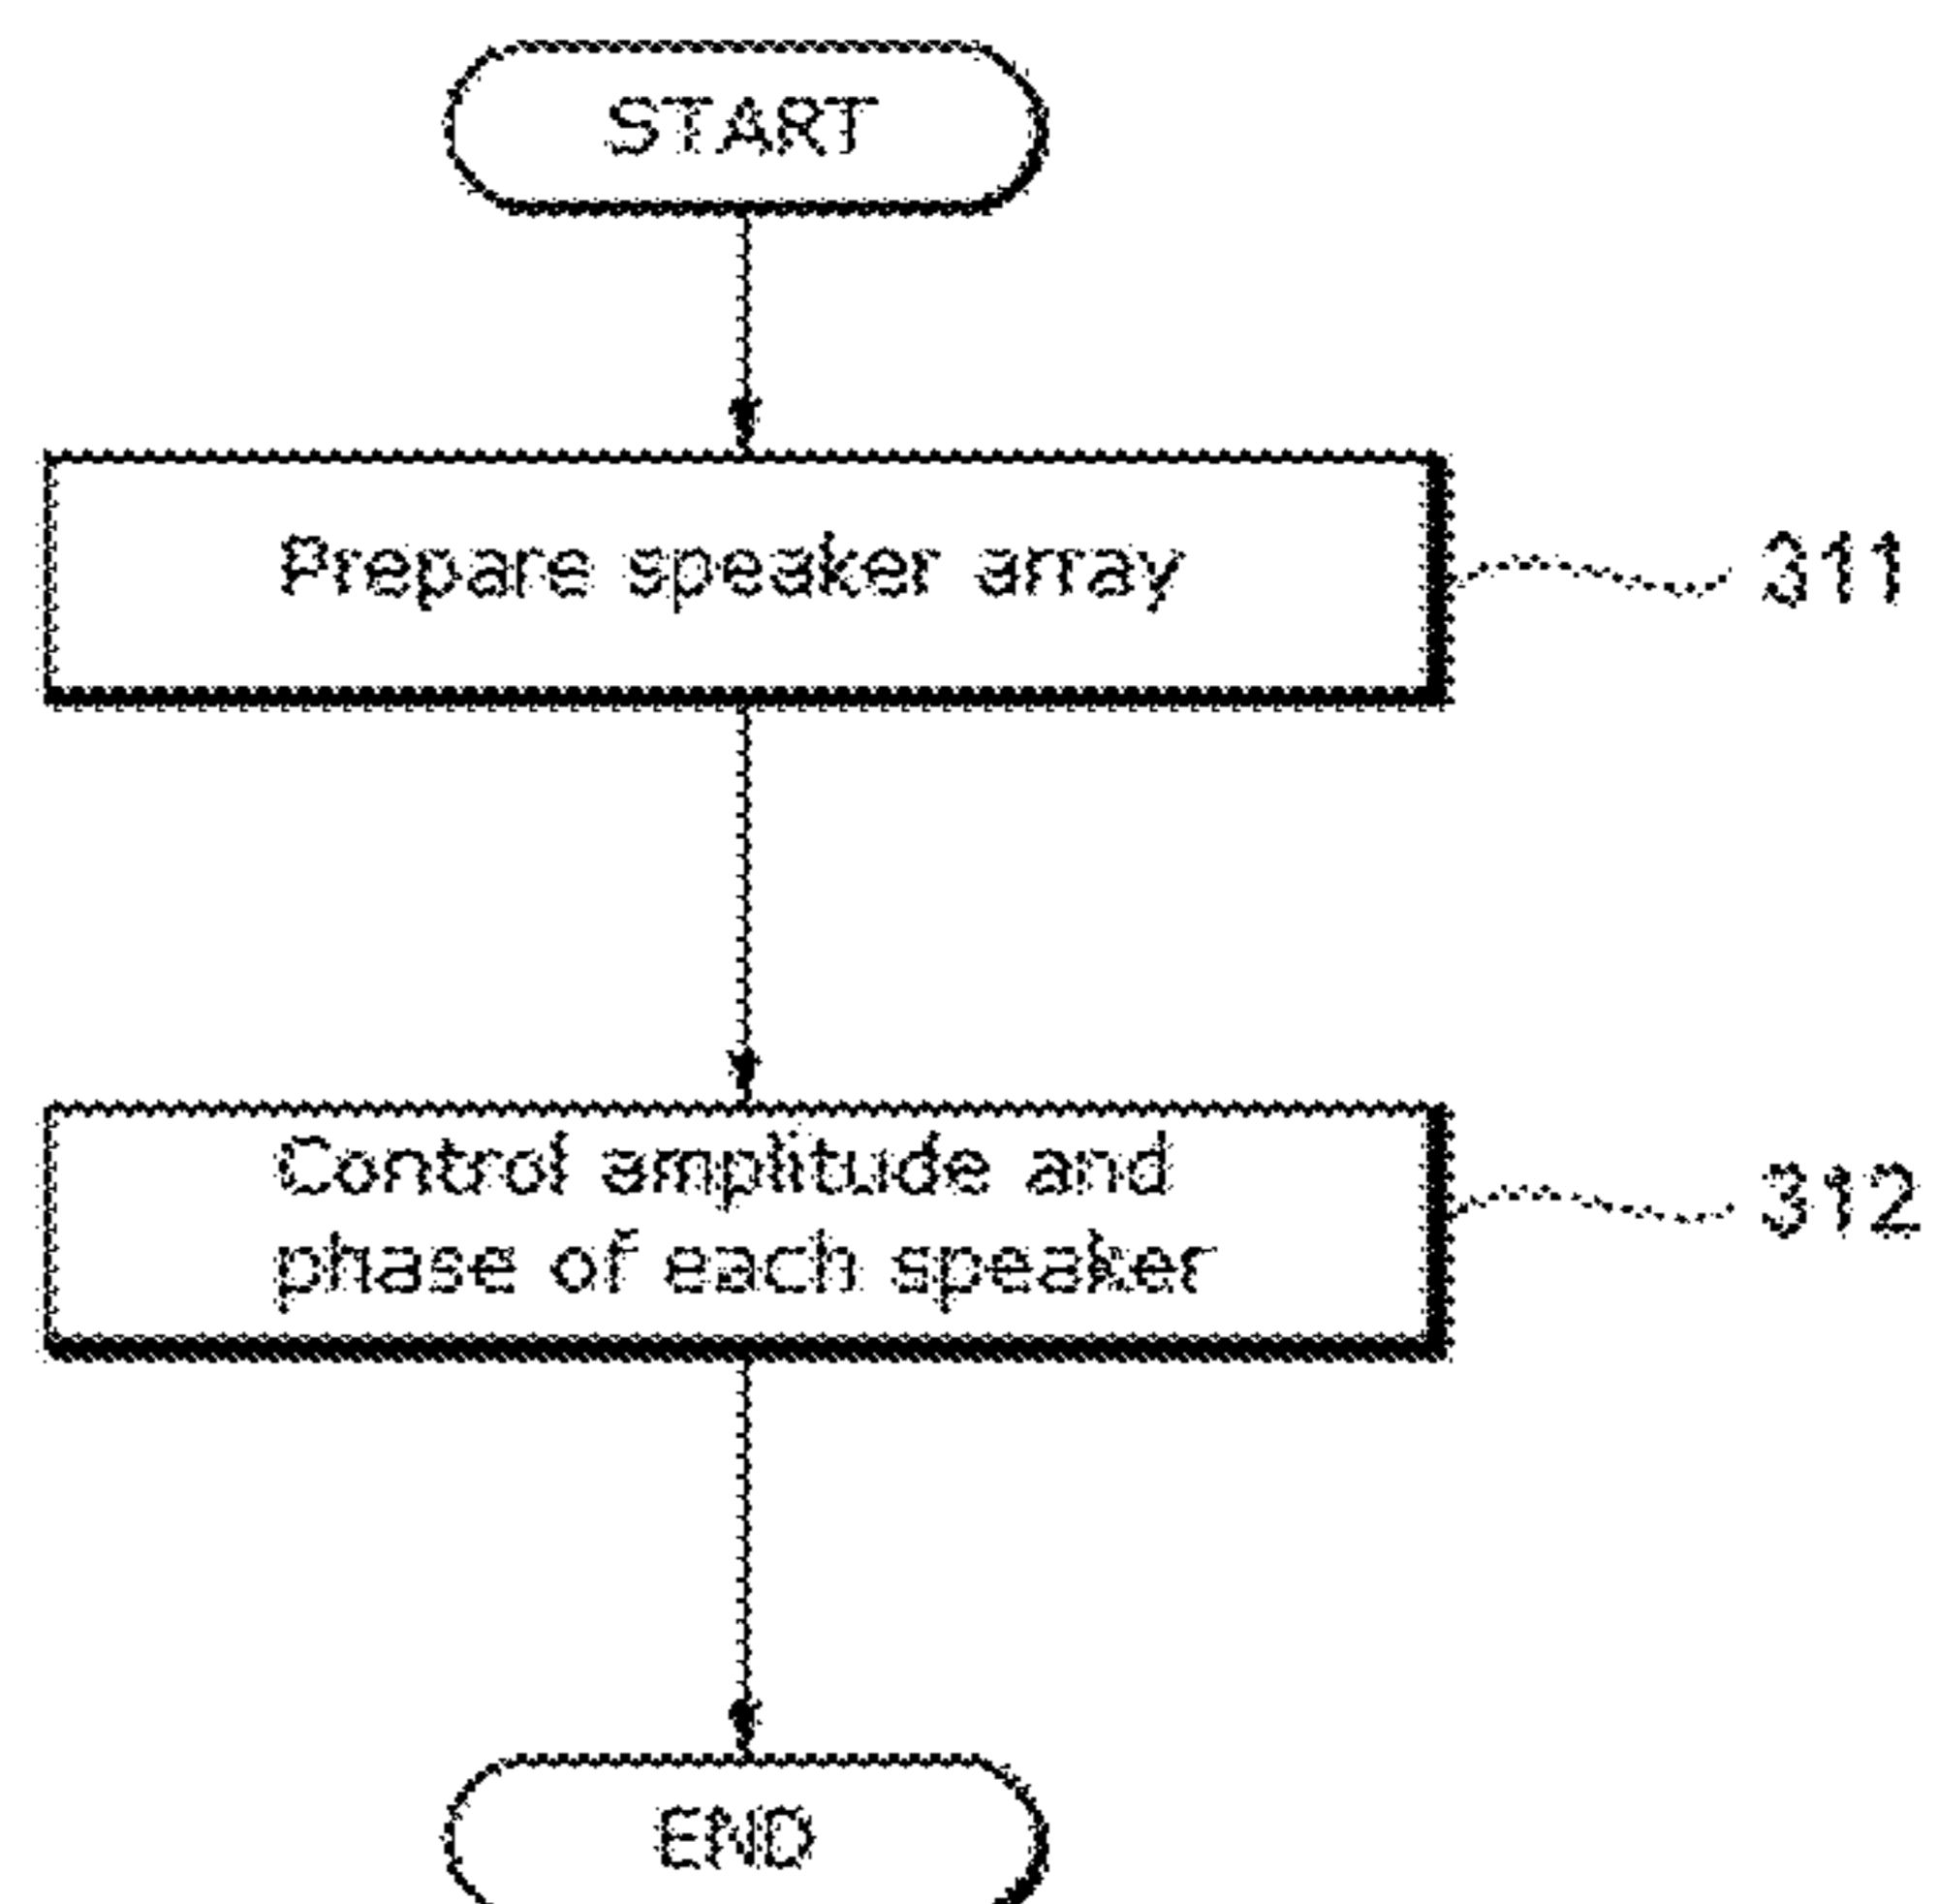 START
Prepare speaker array
311
Control amplitude and
phase of each speaker
312
END